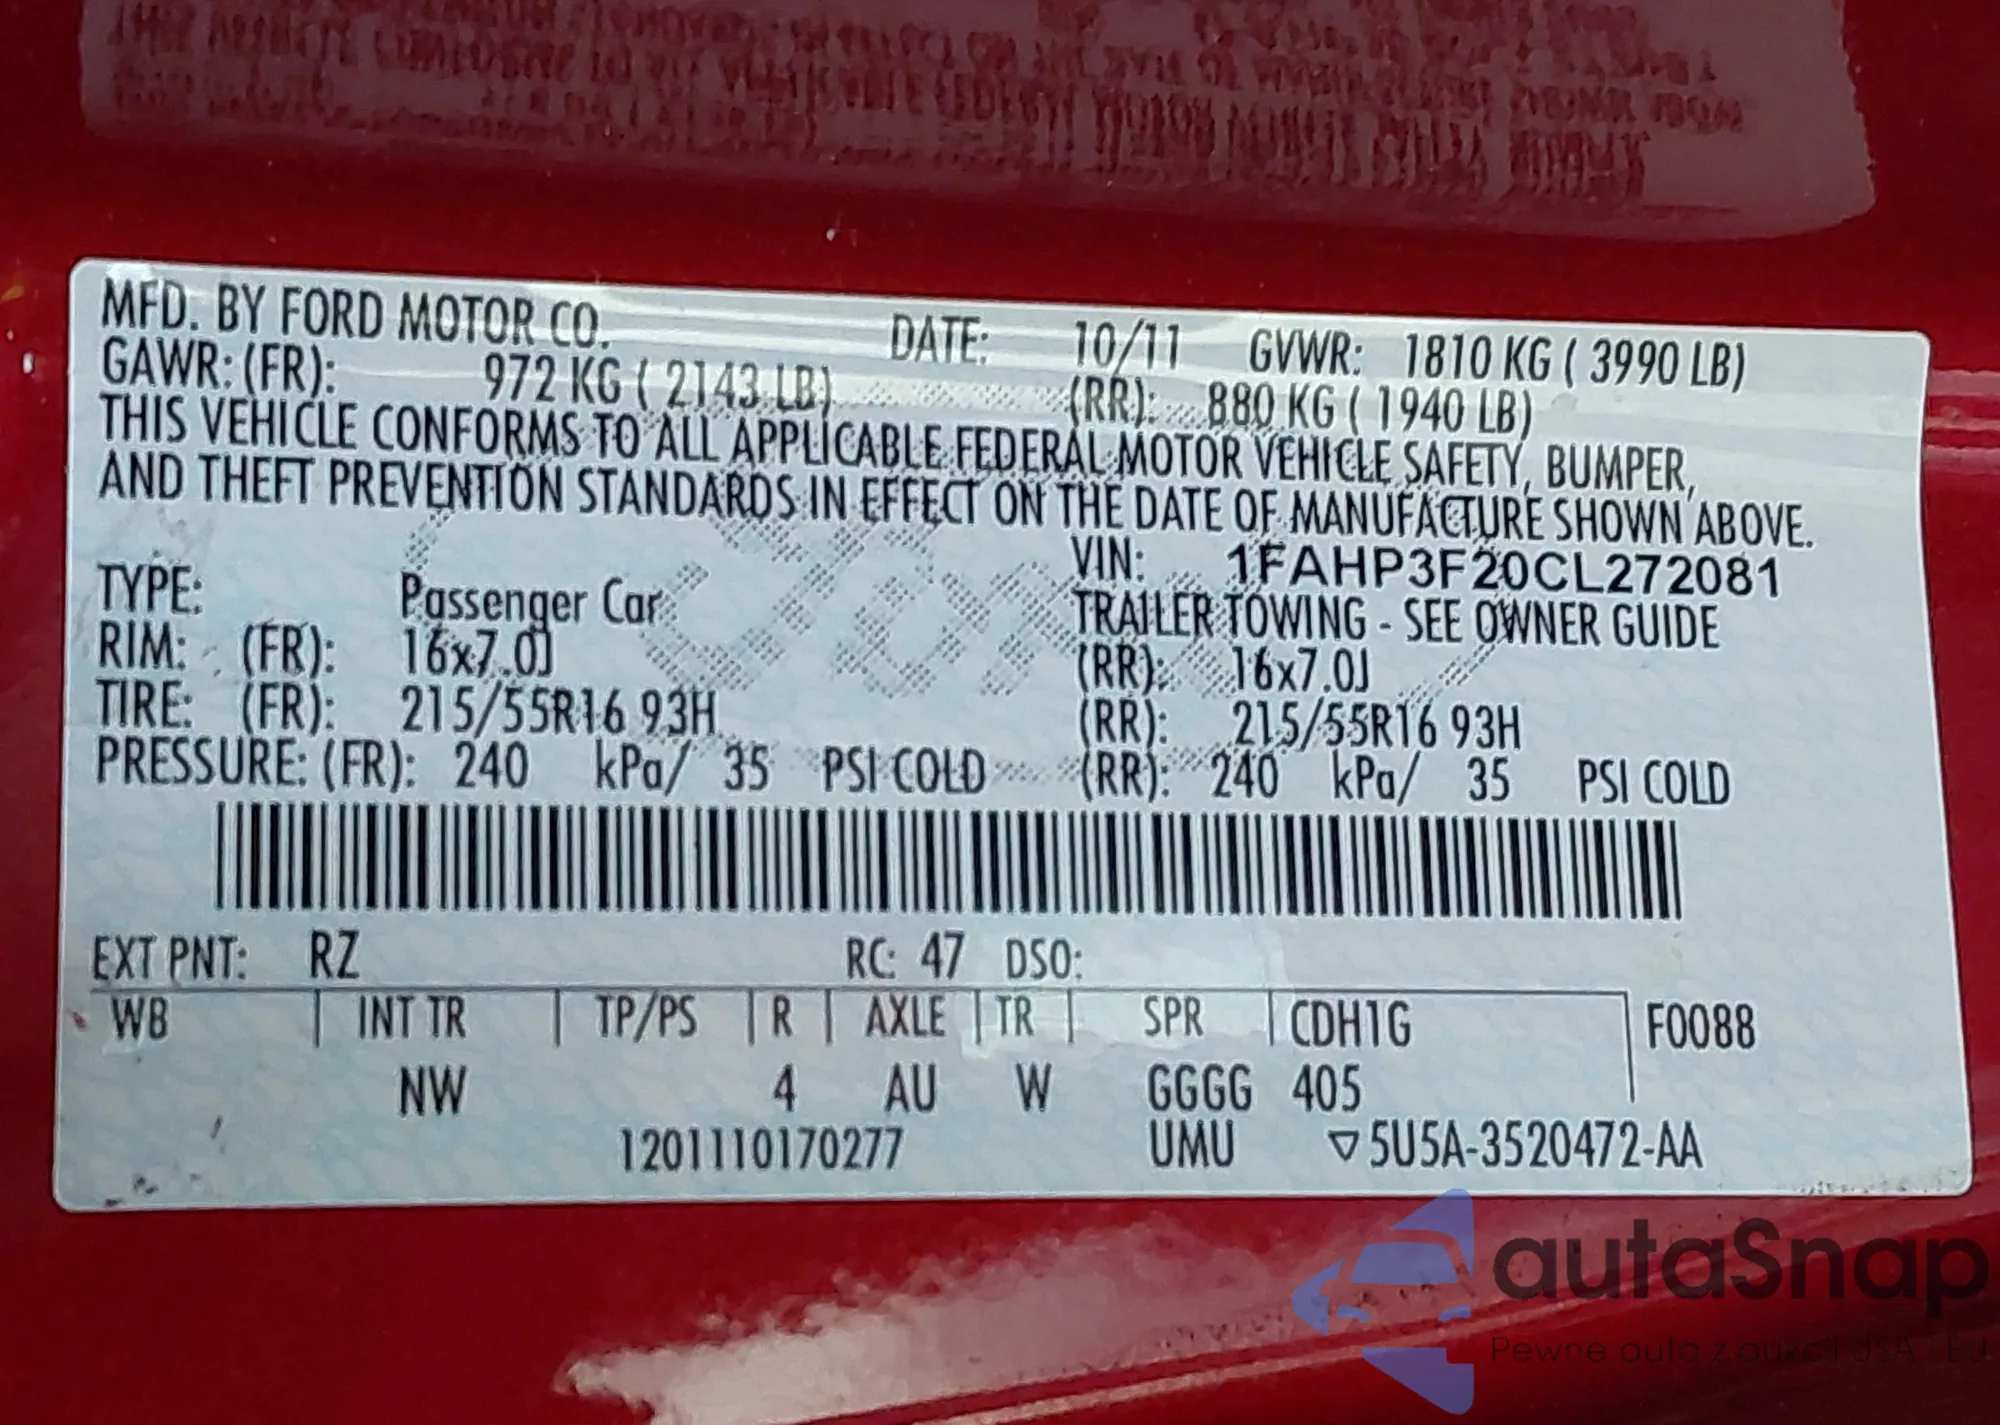 MFD. BY FORD MOTOR CO. DATE: 10/11 GVWR: 1810 KG ( 3990 LB)
GAWR: (FR): 972 KG ( 2143 LB) (RR): 880 KG ( 1940 LB)
THIS VEHICLE CONFORMS TO ALL APPLICABLE FEDERAL MOTOR VEHICLE SAFETY, BUMPER,
AND THEFT PREVENTION STANDARDS IN EFFECT ON THE DATE OF MANUFACTURE SHOWN ABOVE.
VIN: 1FAHP3F20CL272081
TYPE: Passenger Car TRAILER TOWING - SEE OWNER GUIDE
RIM: (FR): 16x7.0J (RR): 16x7.0J
TIRE: (FR): 215/55R16 93H (RR): 215/55R16 93H
PRESSURE: (FR): 240 kPa/ 35 PSI COLD (RR): 240 kPa/ 35 PSI COLD
EXT PNT: RZ RC: 47 DSO:
WB | INT TR | TP/PS | R | AXLE | TR | SPR | CDH1G F0088
NW 4 AU W GGGG 405
1201110170277 UMU ▽5U5A-3520472-AA
autaSnap
Pewne auta z aukcji USA i EU